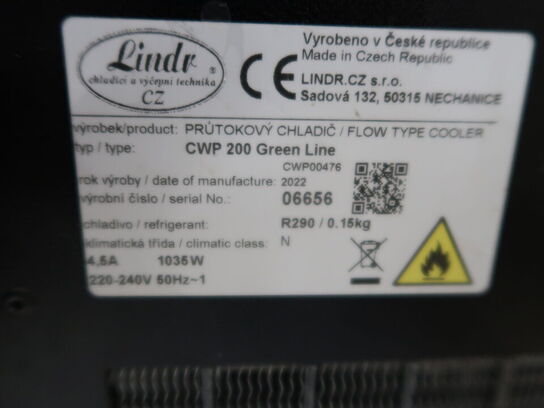 Lindr ®
chladicí a výčepní technika
CZ
CE
Vyrobeno v České republice
Made in Czech Republic
LINDR.CZ s.r.o.
Sadová 132, 50315 NECHANICE
výrobek/product: PRŮTOKOVÝ CHLADIČ / FLOW TYPE COOLER
typ / type: CWP 200 Green Line
CWP00476
rok výroby / date of manufacture: 2022
výrobní číslo / serial No.: 06656
chladivo / refrigerant: R290 / 0.15kg
klimatická třída / climatic class: N
4,5A 1035W
220-240V 50Hz~1